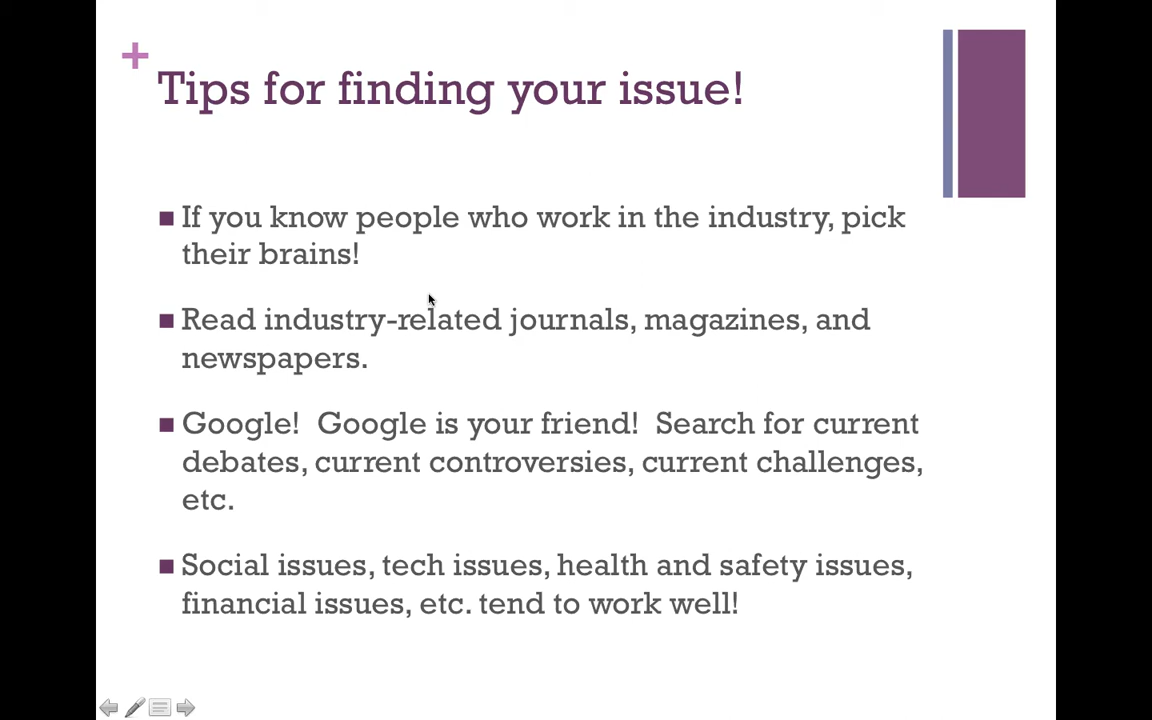 +
Tips for finding your issue!
■ If you know people who work in the industry, pick
their brains!
■ Read industry-related journals, magazines, and
newspapers.
■ Google!  Google is your friend!  Search for current
debates, current controversies, current challenges,
etc.
■ Social issues, tech issues, health and safety issues,
financial issues, etc. tend to work well!